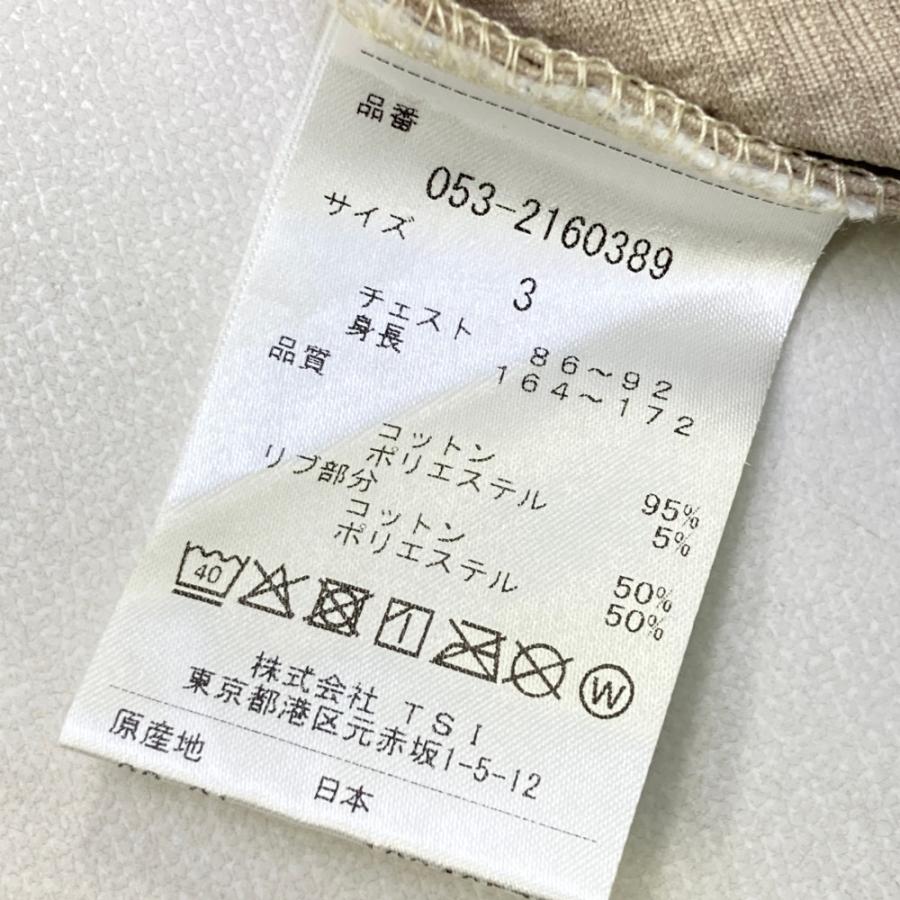 品番
053-2160389
サイズ
3
チェスト 86～92
身長 164～172
品質
コットン 95%
ポリエステル 5%
リブ部分
コットン 50%
ポリエステル 50%
40
W
株式会社 TSI
東京都港区元赤坂1-5-12
原産地
日本